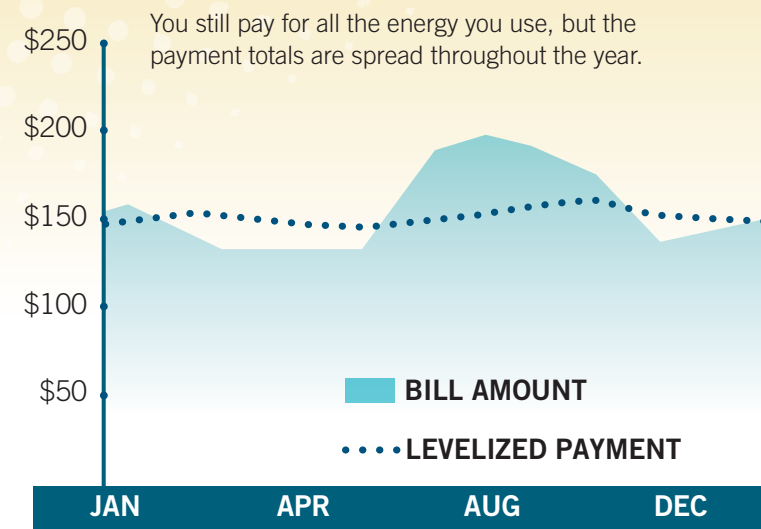 You still pay for all the energy you use, but the
payment totals are spread throughout the year.
$250
$200
$150
$100
$50
BILL AMOUNT
LEVELIZED PAYMENT
JAN APR AUG DEC